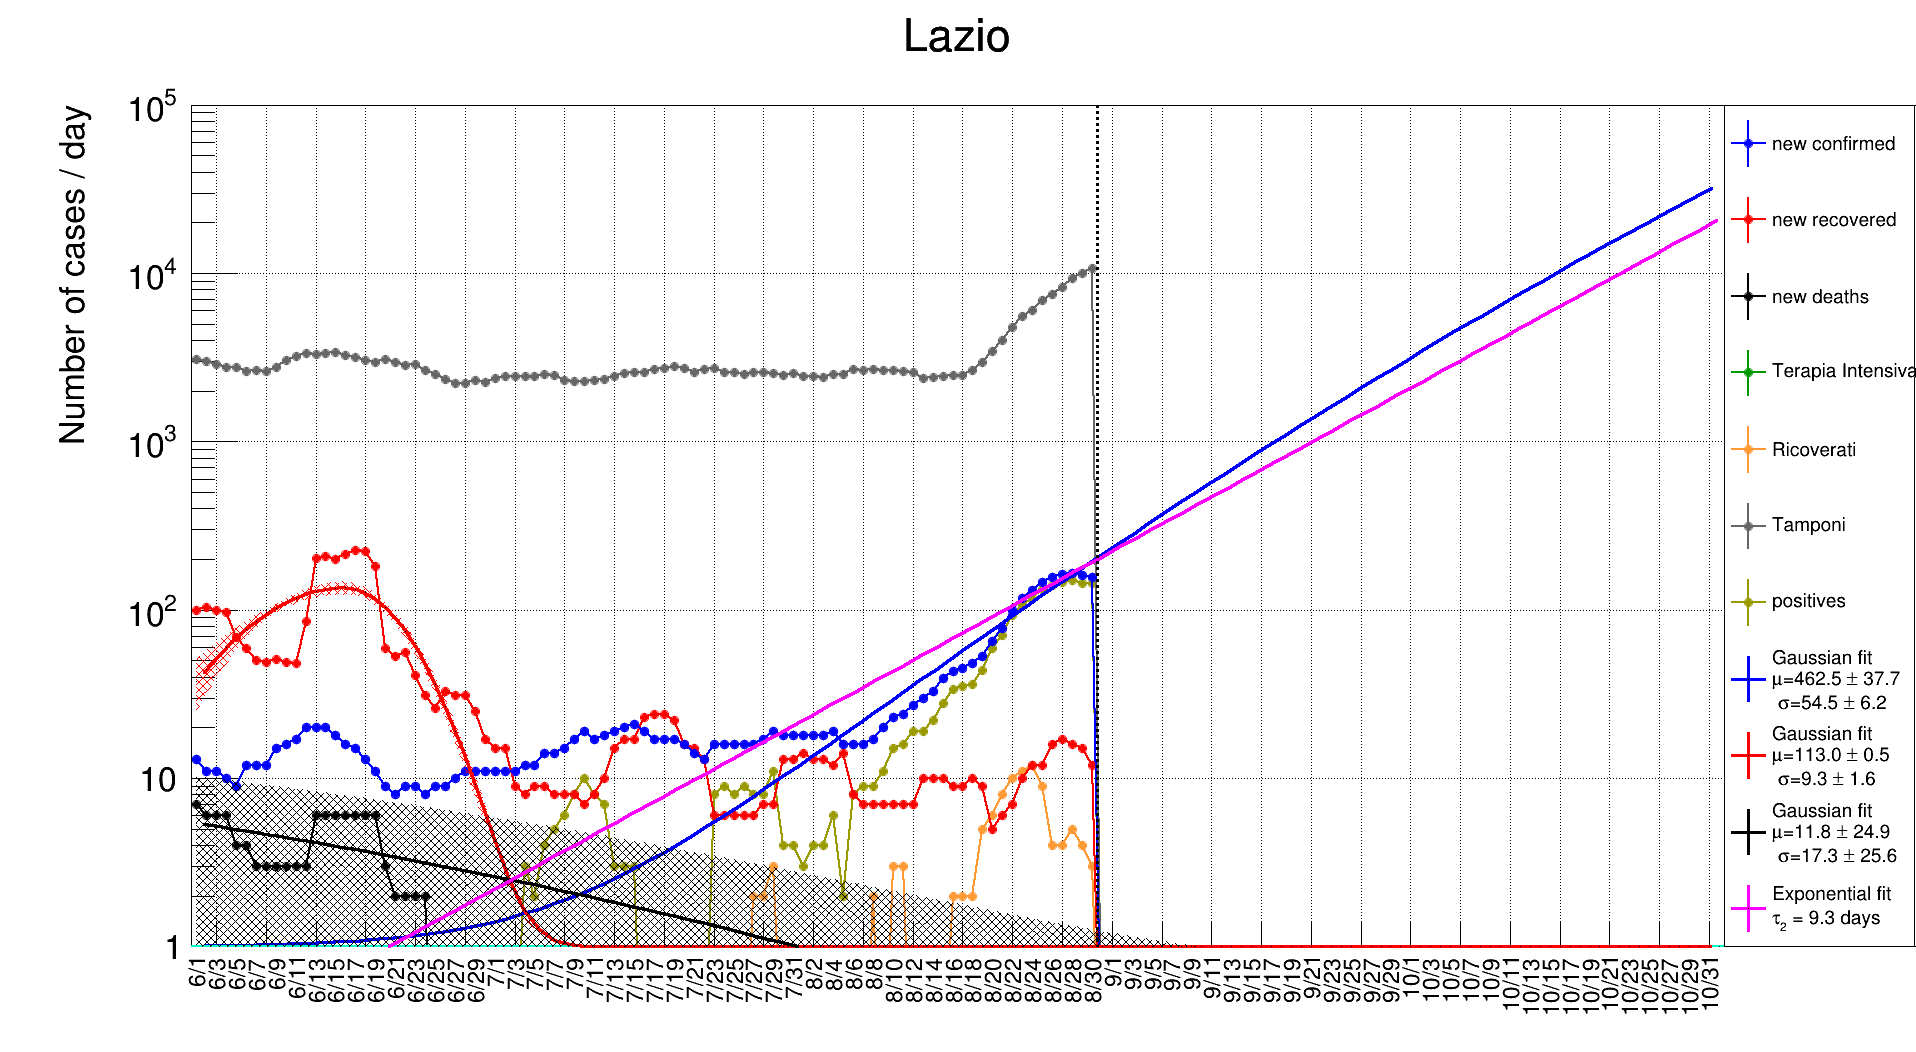 Lazio
Number of cases / day
10⁵
10⁴
10³
10²
10
1
6/1 6/3 6/5 6/7 6/9 6/11 6/13 6/15 6/17 6/19 6/21 6/23 6/25 6/27 6/29 7/1 7/3 7/5 7/7 7/9 7/11 7/13 7/15 7/17 7/19 7/21 7/23 7/25 7/27 7/29 7/31 8/2 8/4 8/6 8/8 8/10 8/12 8/14 8/16 8/18 8/20 8/22 8/24 8/26 8/28 8/30 9/1 9/3 9/5 9/7 9/9 9/11 9/13 9/15 9/17 9/19 9/21 9/23 9/25 9/27 9/29 10/1 10/3 10/5 10/7 10/9 10/11 10/13 10/15 10/17 10/19 10/21 10/23 10/25 10/27 10/29 10/31
new confirmed
new recovered
new deaths
Terapia Intensiva
Ricoverati
Tamponi
positives
Gaussian fit
μ=462.5 ± 37.7
σ=54.5 ± 6.2
Gaussian fit
μ=113.0 ± 0.5
σ=9.3 ± 1.6
Gaussian fit
μ=11.8 ± 24.9
σ=17.3 ± 25.6
Exponential fit
τ₂ = 9.3 days